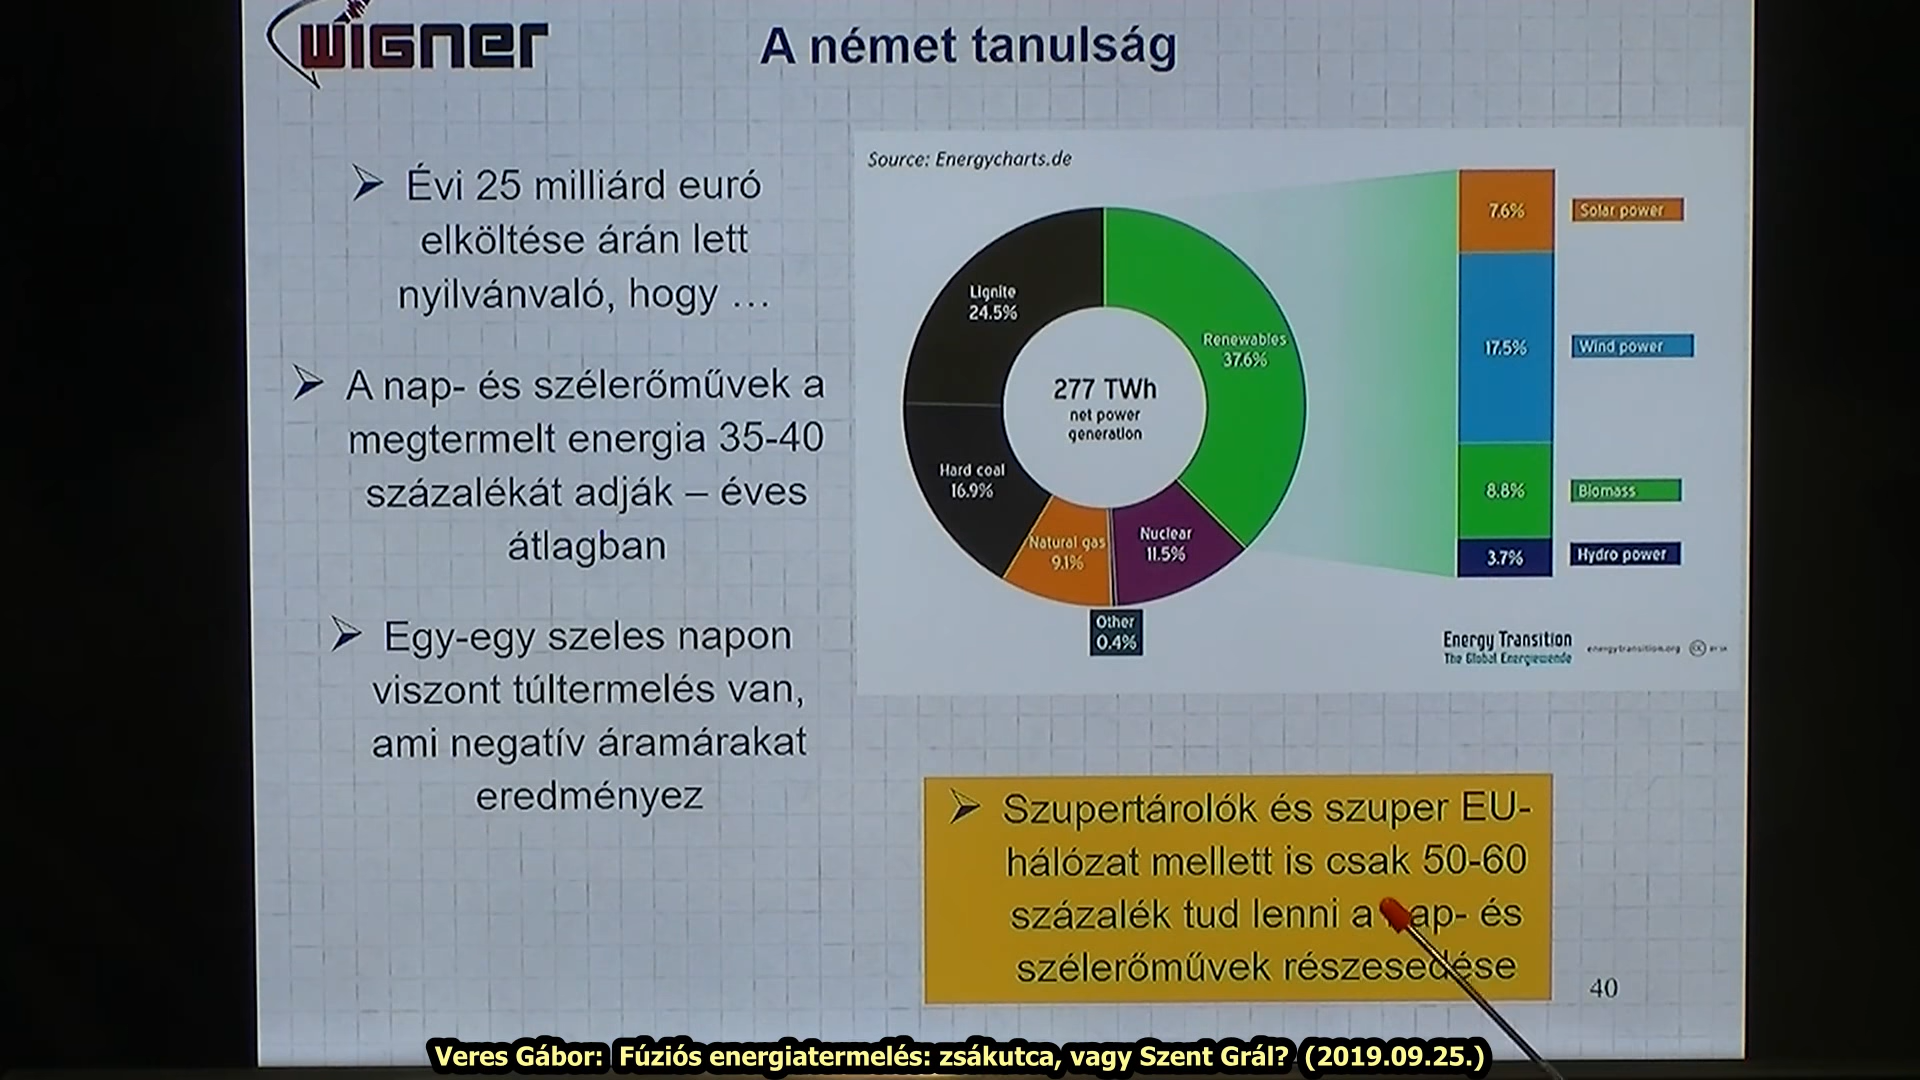 WIGNER
A német tanulság
Évi 25 milliárd euró
elköltése árán lett
nyilvánvaló, hogy …
A nap- és szélerőművek a
megtermelt energia 35-40
százalékát adják – éves
átlagban
Egy-egy szeles napon
viszont túltermelés van,
ami negatív áramárakat
eredményez
Source: Energycharts.de
Lignite
24.5%
Renewables
37.6%
277 TWh
net power
generation
Hard coal
16.9%
Natural gas
9.1%
Nuclear
11.5%
Other
0.4%
7.6%
Solar power
17.5%
Wind power
8.8%
Biomass
3.7%
Hydro power
Energy Transition
The Global Energiewende
energytransition.org
CC BY SA
Szupertárolók és szuper EU-
hálózat mellett is csak 50-60
százalék tud lenni a nap- és
szélerőművek részesedése
40
Veres Gábor: Fúziós energiatermelés: zsákutca, vagy Szent Grál? (2019.09.25.)